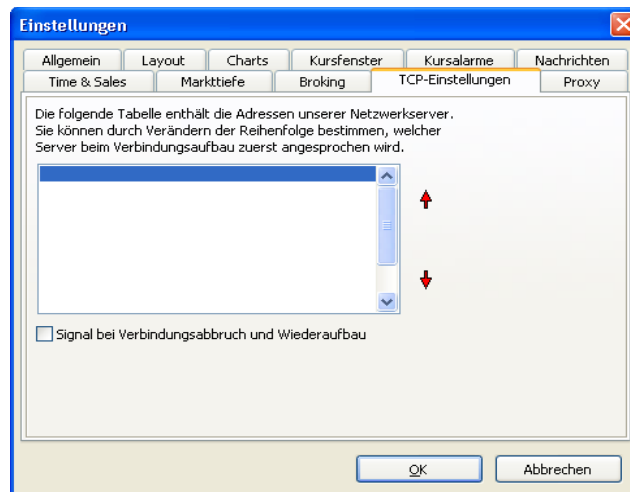 Einstellungen
Allgemein Layout Charts Kursfenster Kursalarme Nachrichten
Time & Sales Markttiefe Broking TCP-Einstellungen Proxy
Die folgende Tabelle enthält die Adressen unserer Netzwerkserver.
Sie können durch Verändern der Reihenfolge bestimmen, welcher
Server beim Verbindungsaufbau zuerst angesprochen wird.
Signal bei Verbindungsabbruch und Wiederaufbau
OK Abbrechen